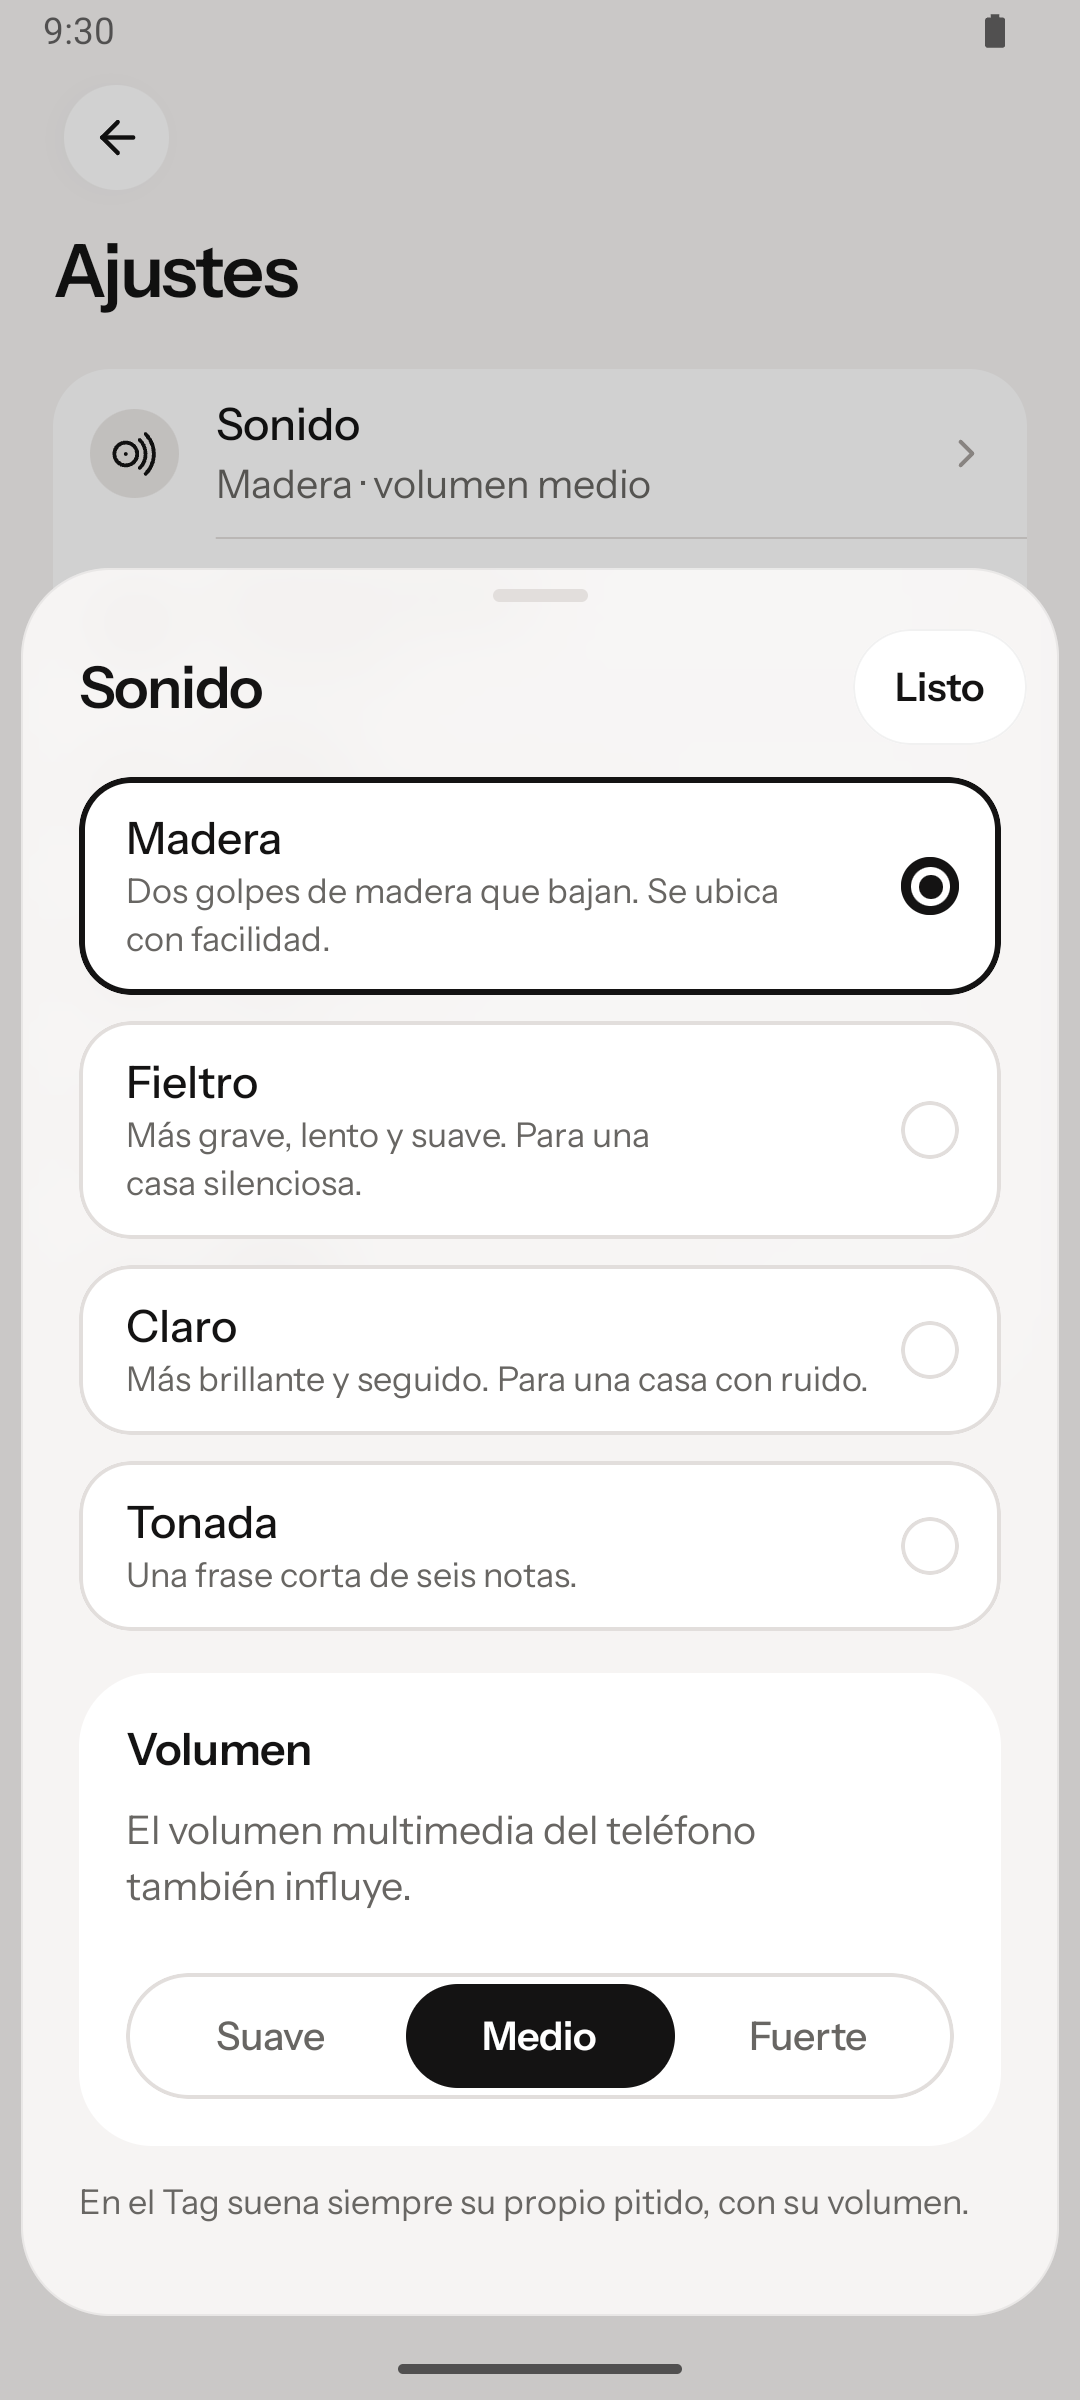 9:30
Ajustes
Sonido
Madera · volumen medio
Sonido
Listo
Madera
Dos golpes de madera que bajan. Se ubica
con facilidad.
Fieltro
Más grave, lento y suave. Para una
casa silenciosa.
Claro
Más brillante y seguido. Para una casa con ruido.
Tonada
Una frase corta de seis notas.
Volumen
El volumen multimedia del teléfono
también influye.
Suave
Medio
Fuerte
En el Tag suena siempre su propio pitido, con su volumen.